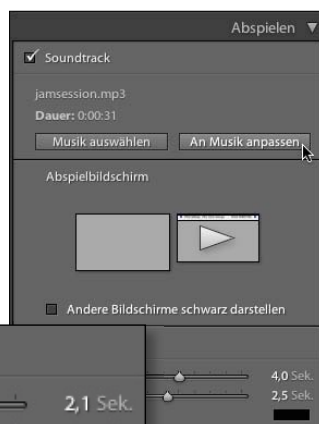 Abspielen
Soundtrack
jamsession.mp3
Dauer: 0:00:31
Musik auswählen An Musik anpassen
Abspielbildschirm
Andere Bildschirme schwarz darstellen
4,0 Sek.
2,5 Sek.
2,1 Sek.